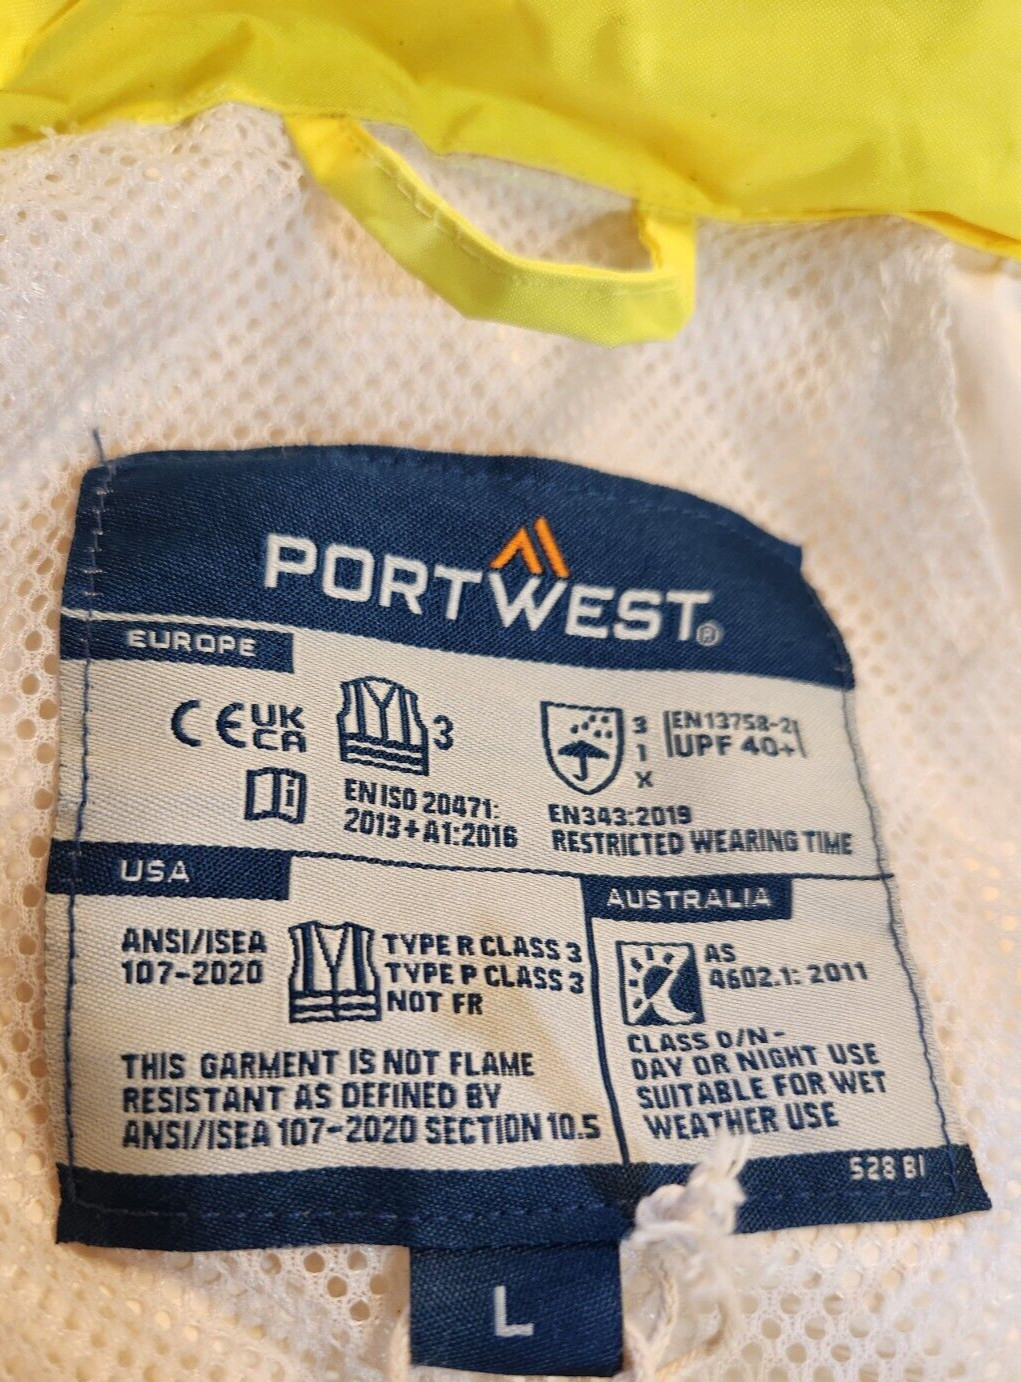 PORTWEST®
EUROPE
CE UK
CA
3
3
1
X
EN13758-2
UPF 40+
i
EN ISO 20471:
2013+A1:2016
EN343:2019
RESTRICTED WEARING TIME
USA
ANSI/ISEA
107-2020
TYPE R CLASS 3
TYPE P CLASS 3
NOT FR
THIS GARMENT IS NOT FLAME
RESISTANT AS DEFINED BY
ANSI/ISEA 107-2020 SECTION 10.5
AUSTRALIA
AS
4602.1: 2011
CLASS D/N -
DAY OR NIGHT USE
SUITABLE FOR WET
WEATHER USE
528 BI
L